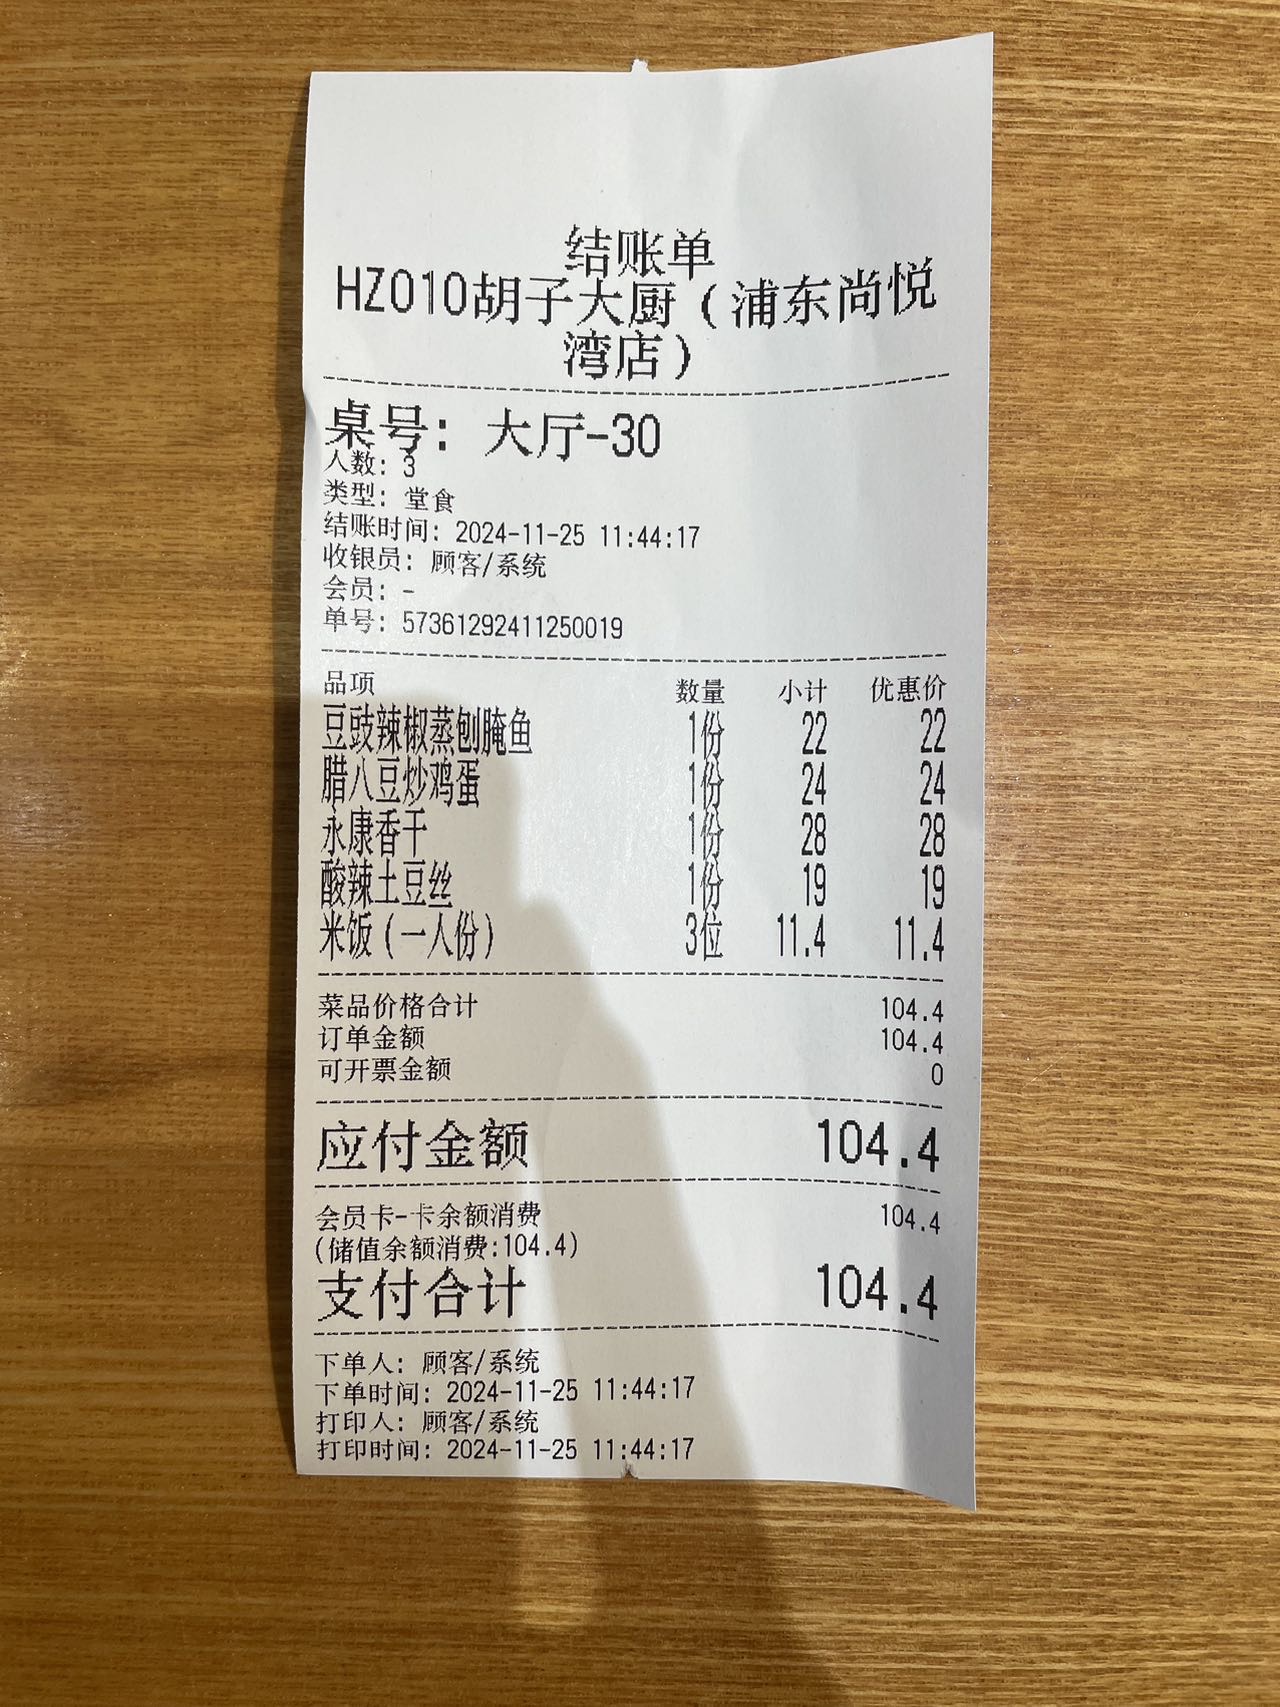 结账单
HZ010胡子大厨（浦东尚悦
湾店）
桌号: 大厅-30
人数: 3
类型: 堂食
结账时间: 2024-11-25 11:44:17
收银员: 顾客/系统
会员: -
单号: 57361292411250019
品项 数量 小计 优惠价
豆豉辣椒蒸刨腌鱼 1份 22 22
腊八豆炒鸡蛋 1份 24 24
永康香干 1份 28 28
酸辣土豆丝 1份 19 19
米饭（一人份） 3位 11.4 11.4
菜品价格合计 104.4
订单金额 104.4
可开票金额 0
应付金额 104.4
会员卡-卡余额消费 104.4
(储值余额消费:104.4)
支付合计 104.4
下单人: 顾客/系统
下单时间: 2024-11-25 11:44:17
打印人: 顾客/系统
打印时间: 2024-11-25 11:44:17